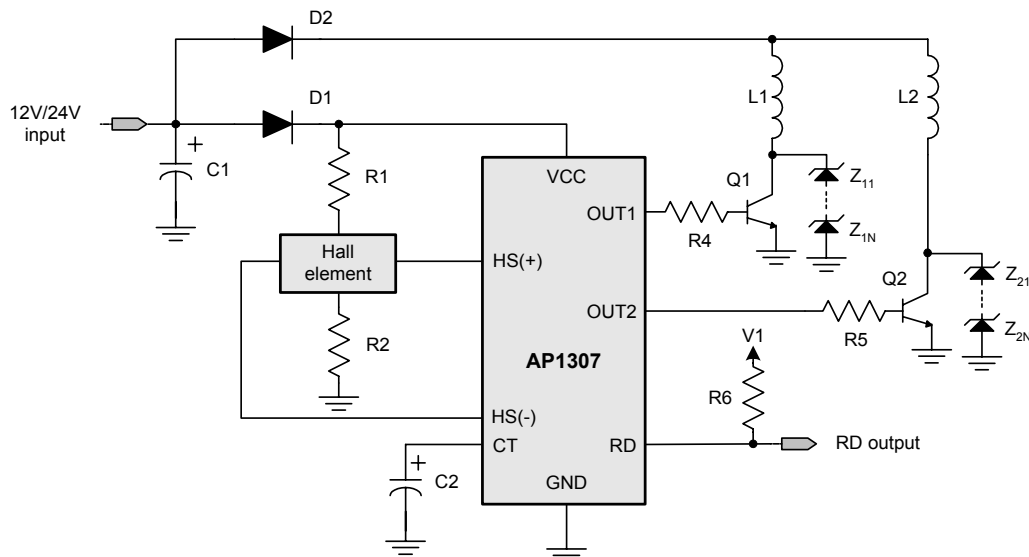 D2
D1
12V/24V
input
+
C1
R1
Hall
element
R2
L1
L2
VCC
OUT1
HS(+)
OUT2
AP1307
HS(-)
CT
RD
GND
R4
Q1
Z11
Z1N
R5
Q2
Z21
Z2N
V1
R6
RD output
+
C2